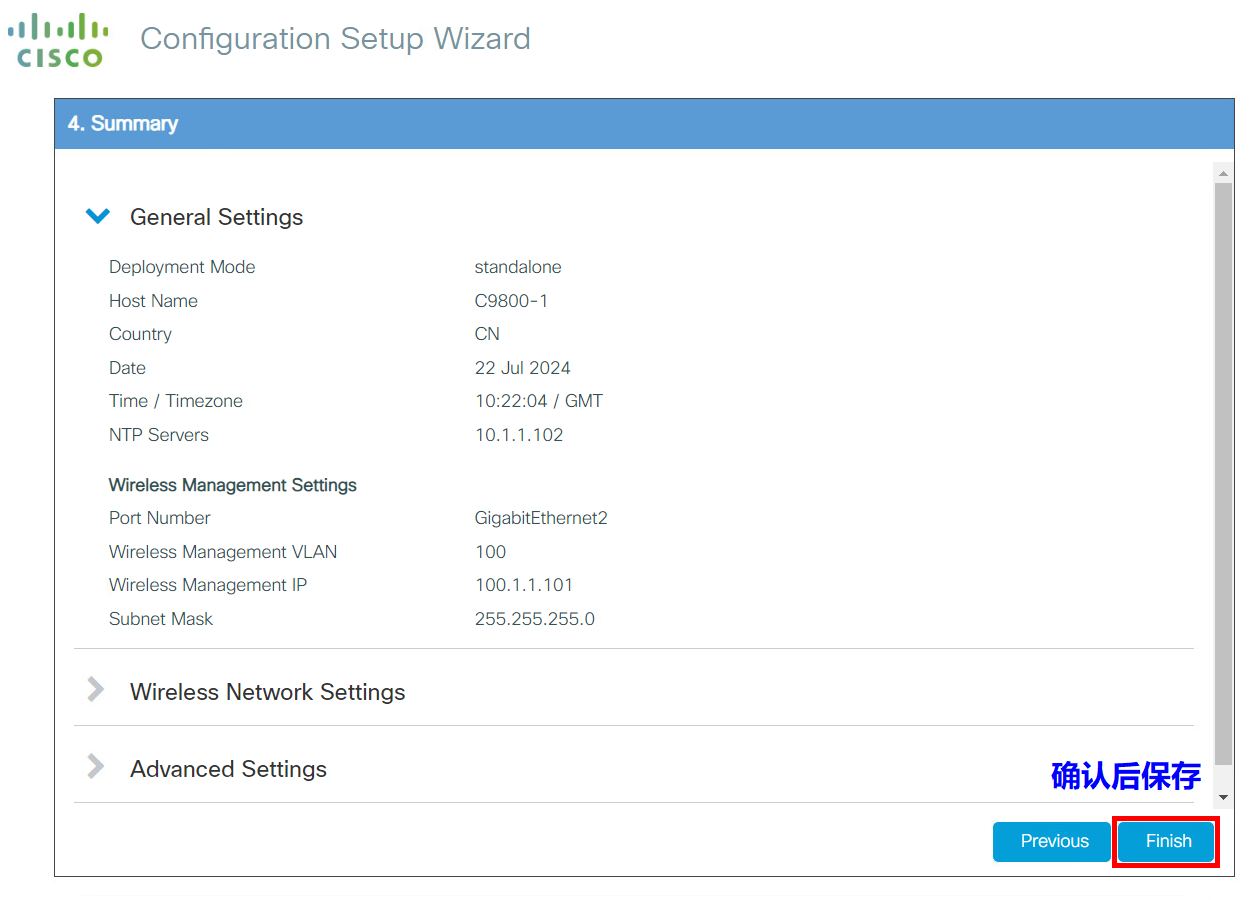 CISCO
Configuration Setup Wizard
4. Summary
General Settings
Deployment Mode standalone
Host Name C9800-1
Country CN
Date 22 Jul 2024
Time / Timezone 10:22:04 / GMT
NTP Servers 10.1.1.102
Wireless Management Settings
Port Number GigabitEthernet2
Wireless Management VLAN 100
Wireless Management IP 100.1.1.101
Subnet Mask 255.255.255.0
Wireless Network Settings
Advanced Settings
确认后保存
Previous Finish